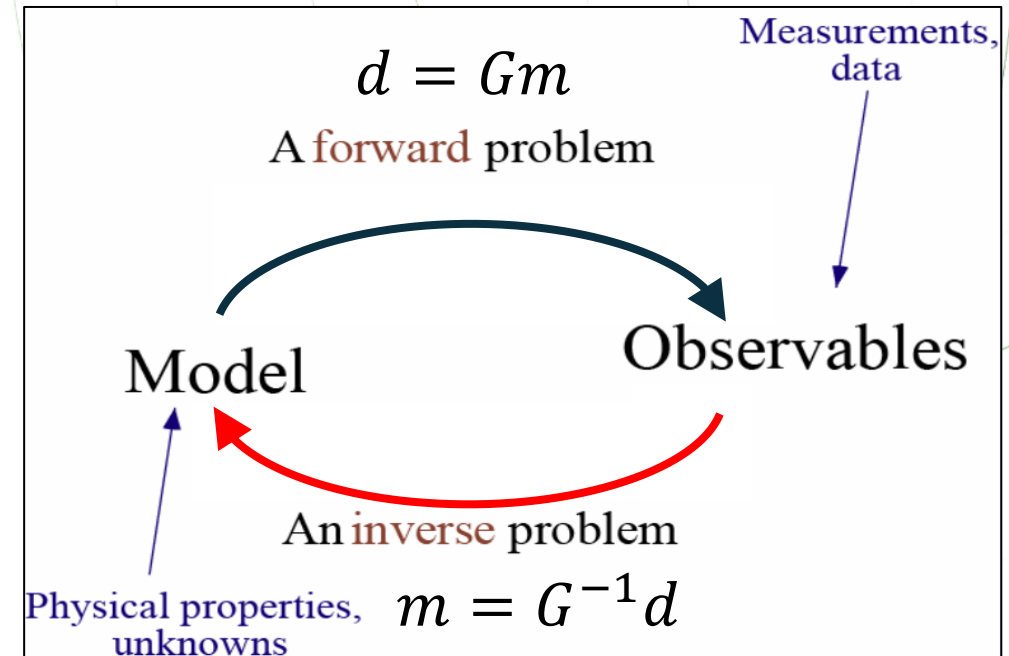 Measurements,
data
d = Gm
A forward problem
Model
Observables
An inverse problem
m = G⁻¹d
Physical properties,
unknowns